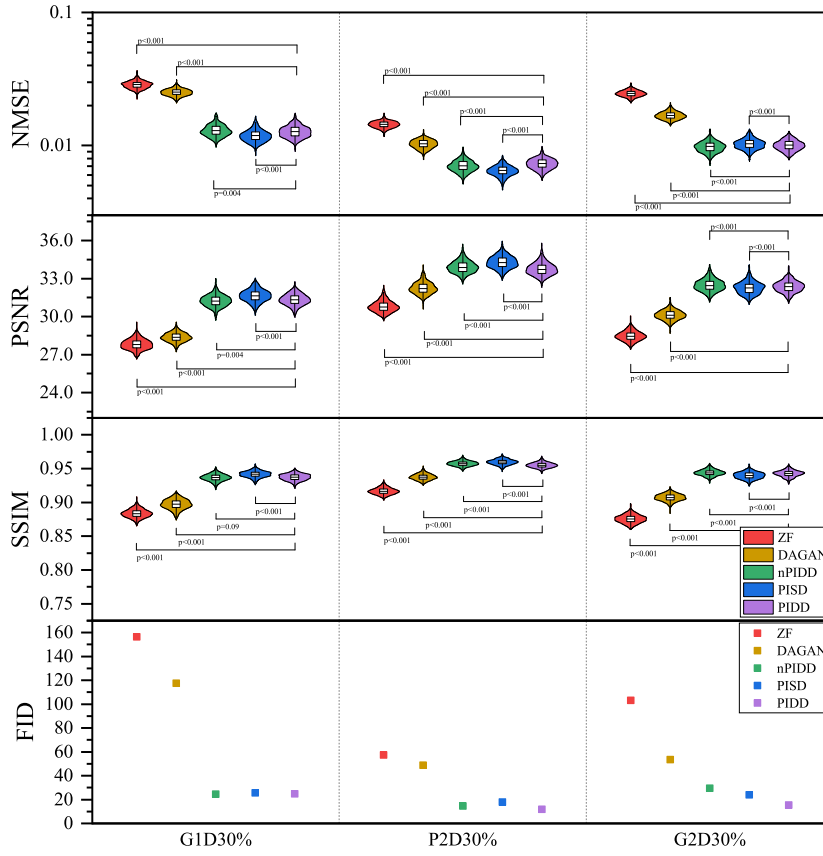 NMSE
0.1
0.01
p<0.001
p<0.001
p<0.001
p=0.004
p<0.001
p<0.001
p<0.001
p<0.001
p<0.001
p<0.001
p<0.001
p<0.001
PSNR
36.0
33.0
30.0
27.0
24.0
p<0.001
p=0.004
p<0.001
p<0.001
p<0.001
p<0.001
p<0.001
p<0.001
p<0.001
p<0.001
p<0.001
p<0.001
SSIM
1.00
0.95
0.90
0.85
0.80
0.75
p<0.001
p=0.09
p<0.001
p<0.001
p<0.001
p<0.001
p<0.001
p<0.001
p<0.001
p<0.001
p<0.001
p<0.001
ZF
DAGAN
nPIDD
PISD
PIDD
FID
160
140
120
100
80
60
40
20
0
ZF
DAGAN
nPIDD
PISD
PIDD
G1D30%
P2D30%
G2D30%